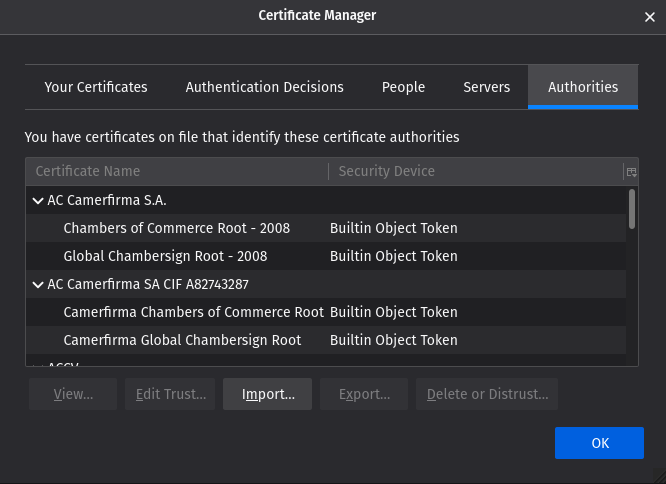 Certificate Manager
Your Certificates Authentication Decisions People Servers Authorities
You have certificates on file that identify these certificate authorities
Certificate Name Security Device
AC Camerfirma S.A.
Chambers of Commerce Root - 2008 Builtin Object Token
Global Chambersign Root - 2008 Builtin Object Token
AC Camerfirma SA CIF A82743287
Camerfirma Chambers of Commerce Root Builtin Object Token
Camerfirma Global Chambersign Root Builtin Object Token
ACCV
View... Edit Trust... Import... Export... Delete or Distrust...
OK